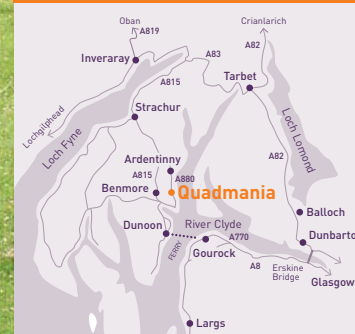 Oban
Crianlarich
A819
A82
A83
Inveraray
Tarbet
A815
Lochgilphead
Loch Fyne
Strachur
Loch Lomond
A82
Ardentinny
A815
A880
Benmore
Quadmania
Balloch
Dunoon
River Clyde
FERRY
A770
Dunbarto
Gourock
A8
Erskine
Bridge
Glasgow
Largs